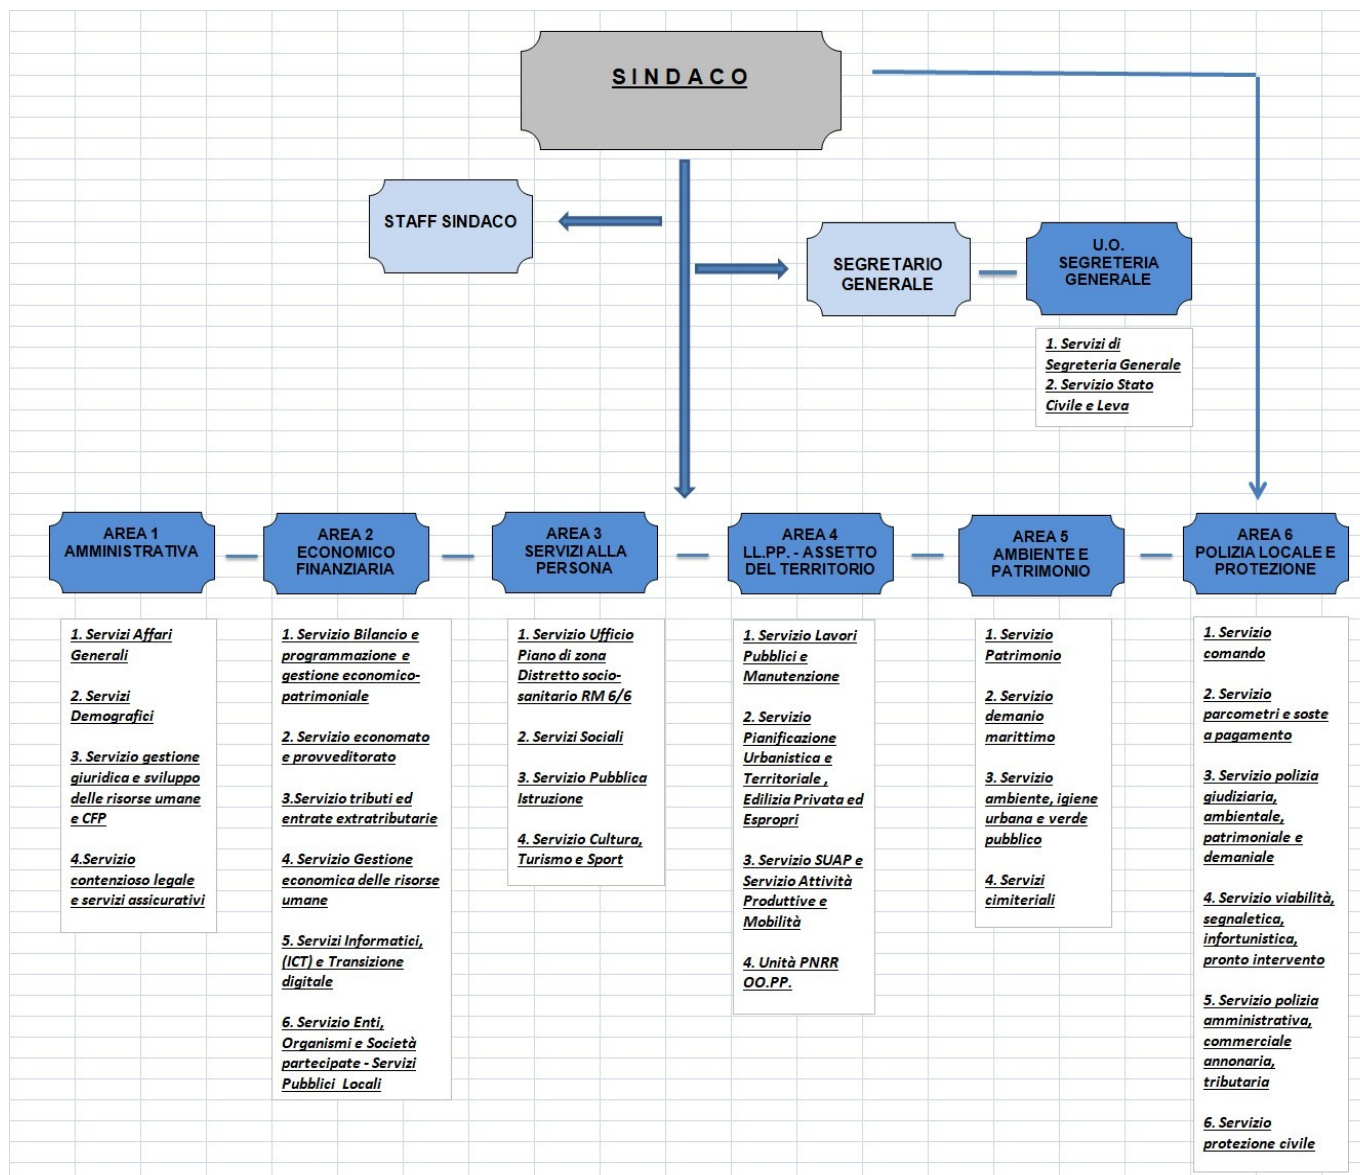 S I N D A C O
STAFF SINDACO
SEGRETARIO
GENERALE
U.O.
SEGRETERIA
GENERALE
1. Servizi di
Segreteria Generale
2. Servizio Stato
Civile e Leva
AREA 1
AMMINISTRATIVA
1. Servizi Affari
Generali
2. Servizi
Demografici
3. Servizio gestione
giuridica e sviluppo
delle risorse umane
e CFP
4.Servizio
contenzioso legale
e servizi assicurativi
AREA 2
ECONOMICO
FINANZIARIA
1. Servizio Bilancio e
programmazione e
gestione economico-
patrimoniale
2. Servizio economato
e provveditorato
3.Servizio tributi ed
entrate extratributarie
4. Servizio Gestione
economica delle risorse
umane
5. Servizi Informatici,
(ICT) e Transizione
digitale
6. Servizio Enti,
Organismi e Società
partecipate - Servizi
Pubblici Locali
AREA 3
SERVIZI ALLA
PERSONA
1. Servizio Ufficio
Piano di zona
Distretto socio-
sanitario RM 6/6
2. Servizi Sociali
3. Servizio Pubblica
Istruzione
4. Servizio Cultura,
Turismo e Sport
AREA 4
LL.PP. - ASSETTO
DEL TERRITORIO
1. Servizio Lavori
Pubblici e
Manutenzione
2. Servizio
Pianificazione
Urbanistica e
Territoriale ,
Edilizia Privata ed
Espropri
3. Servizio SUAP e
Servizio Attività
Produttive e
Mobilità
4. Unità PNRR
OO.PP.
AREA 5
AMBIENTE E
PATRIMONIO
1. Servizio
Patrimonio
2. Servizio
demanio
marittimo
3. Servizio
ambiente, igiene
urbana e verde
pubblico
4. Servizi
cimiteriali
AREA 6
POLIZIA LOCALE E
PROTEZIONE
1. Servizio
comando
2. Servizio
parcometri e soste
a pagamento
3. Servizio polizia
giudiziaria,
ambientale,
patrimoniale e
demaniale
4. Servizio viabilità,
segnaletica,
infortunistica,
pronto intervento
5. Servizio polizia
amministrativa,
commerciale
annonaria,
tributaria
6. Servizio
protezione civile